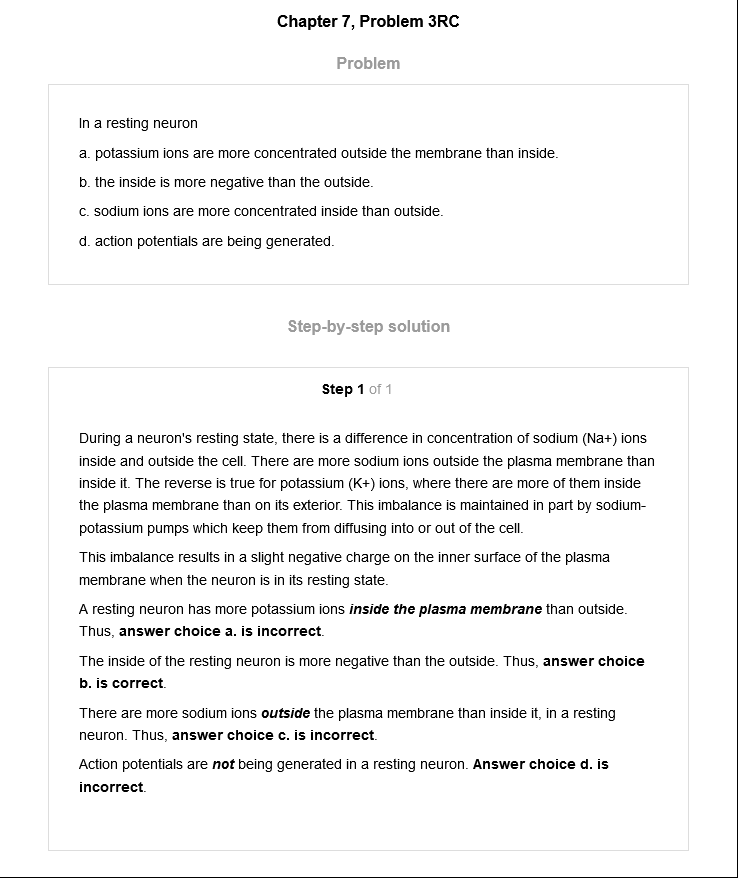 Chapter 7, Problem 3RC
Problem
In a resting neuron
a. potassium ions are more concentrated outside the membrane than inside.
b. the inside is more negative than the outside.
c. sodium ions are more concentrated inside than outside.
d. action potentials are being generated.
Step-by-step solution
Step 1 of 1
During a neuron's resting state, there is a difference in concentration of sodium (Na+) ions
inside and outside the cell. There are more sodium ions outside the plasma membrane than
inside it. The reverse is true for potassium (K+) ions, where there are more of them inside
the plasma membrane than on its exterior. This imbalance is maintained in part by sodium-
potassium pumps which keep them from diffusing into or out of the cell.
This imbalance results in a slight negative charge on the inner surface of the plasma
membrane when the neuron is in its resting state.
A resting neuron has more potassium ions inside the plasma membrane than outside.
Thus, answer choice a. is incorrect.
The inside of the resting neuron is more negative than the outside. Thus, answer choice
b. is correct.
There are more sodium ions outside the plasma membrane than inside it, in a resting
neuron. Thus, answer choice c. is incorrect.
Action potentials are not being generated in a resting neuron. Answer choice d. is
incorrect.